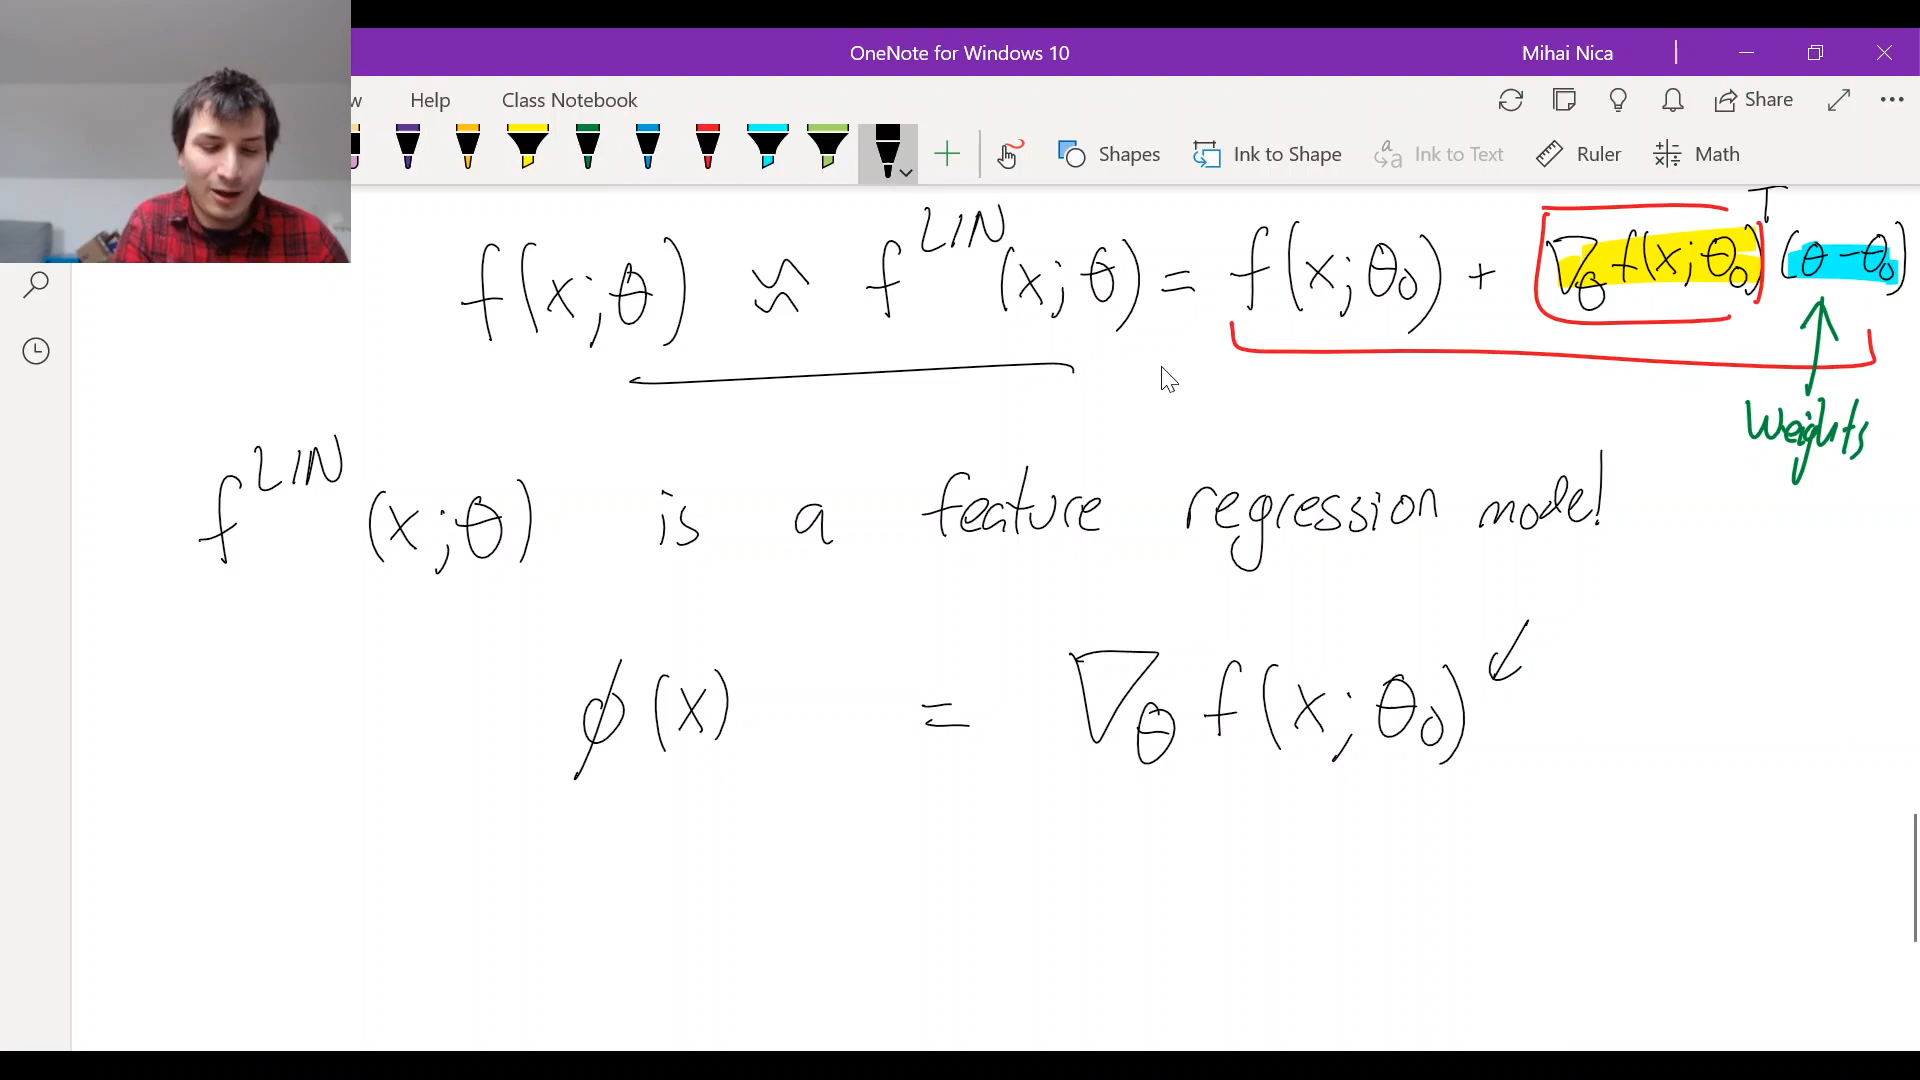 OneNote for Windows 10 Mihai Nica
Help Class Notebook Share
Shapes Ink to Shape Ink to Text Ruler Math
f(x;θ) ≈ f^LIN(x;θ) = f(x;θ₀) + ∇_θ f(x;θ₀)^T (θ-θ₀)
Weights
f^LIN (x;θ) is a feature regression model!
φ(x) = ∇_θ f(x;θ₀)